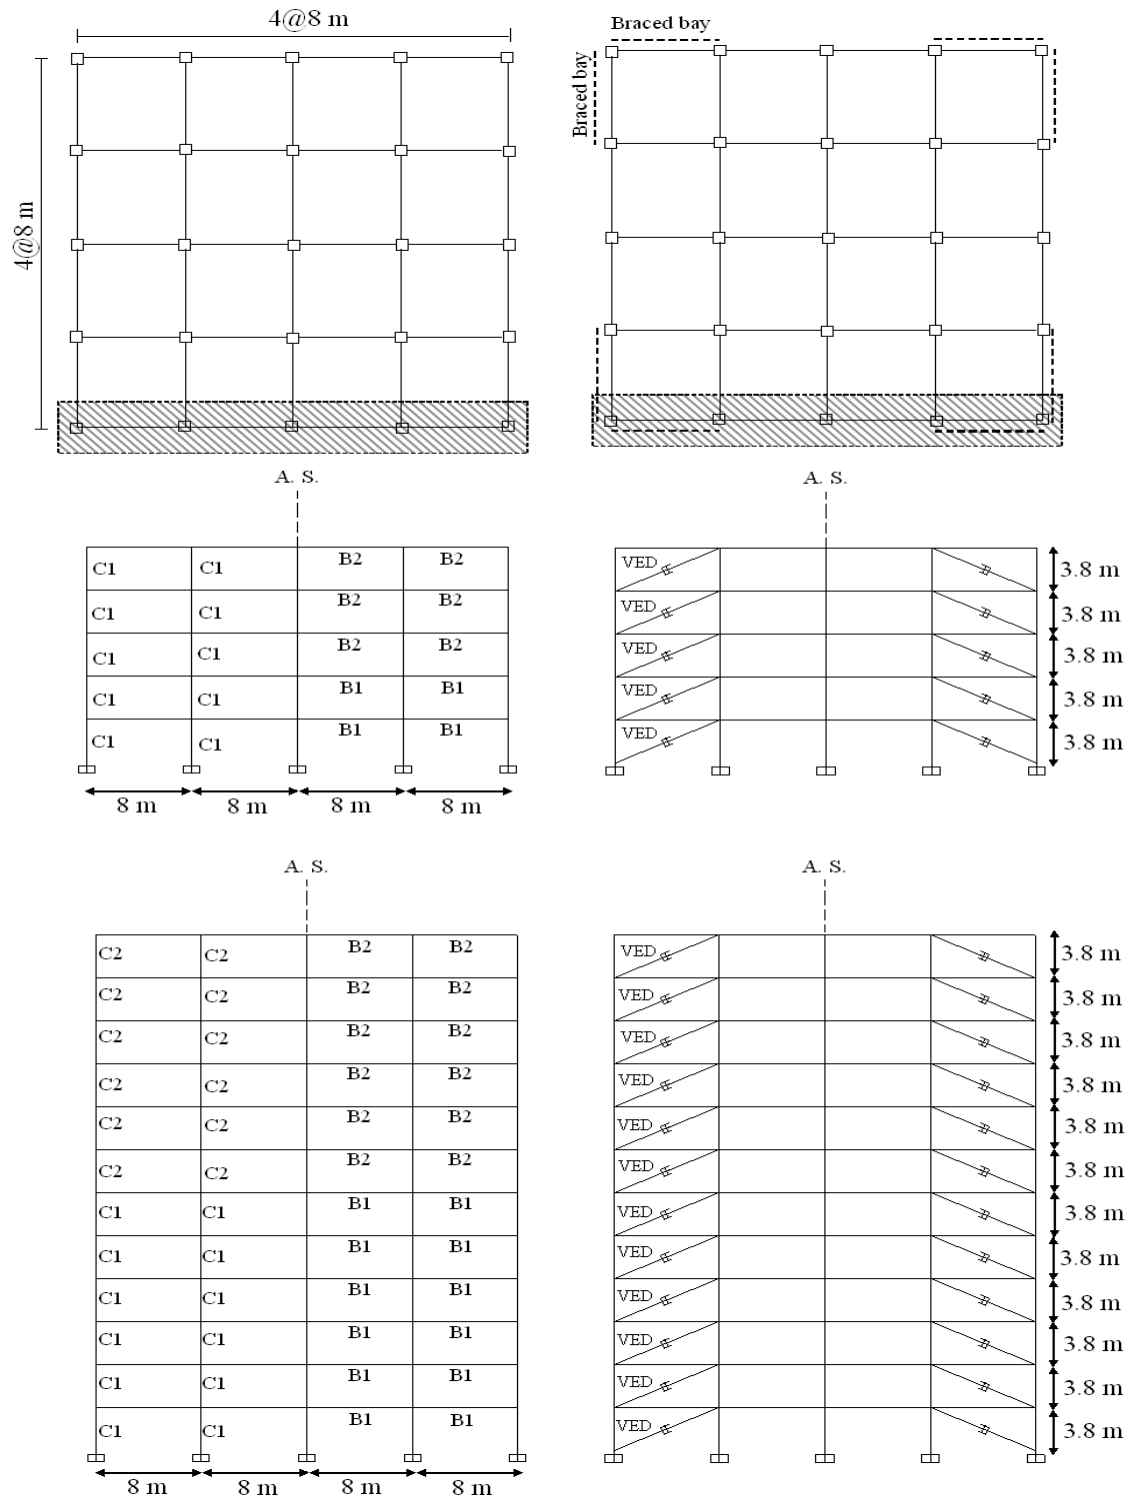 4@8 m
Braced bay
Braced bay
4@8 m
A. S.
A. S.
C1 C1 B2 B2
VED 3.8 m
C1 C1 B2 B2
VED 3.8 m
C1 C1 B2 B2
VED 3.8 m
C1 C1 B1 B1
VED 3.8 m
C1 C1 B1 B1
VED 3.8 m
8 m 8 m 8 m 8 m
A. S.
A. S.
C2 C2 B2 B2
VED 3.8 m
C2 C2 B2 B2
VED 3.8 m
C2 C2 B2 B2
VED 3.8 m
C2 C2 B2 B2
VED 3.8 m
C2 C2 B2 B2
VED 3.8 m
C2 C2 B2 B2
VED 3.8 m
C1 C1 B1 B1
VED 3.8 m
C1 C1 B1 B1
VED 3.8 m
C1 C1 B1 B1
VED 3.8 m
C1 C1 B1 B1
VED 3.8 m
C1 C1 B1 B1
VED 3.8 m
C1 C1 B1 B1
VED 3.8 m
8 m 8 m 8 m 8 m